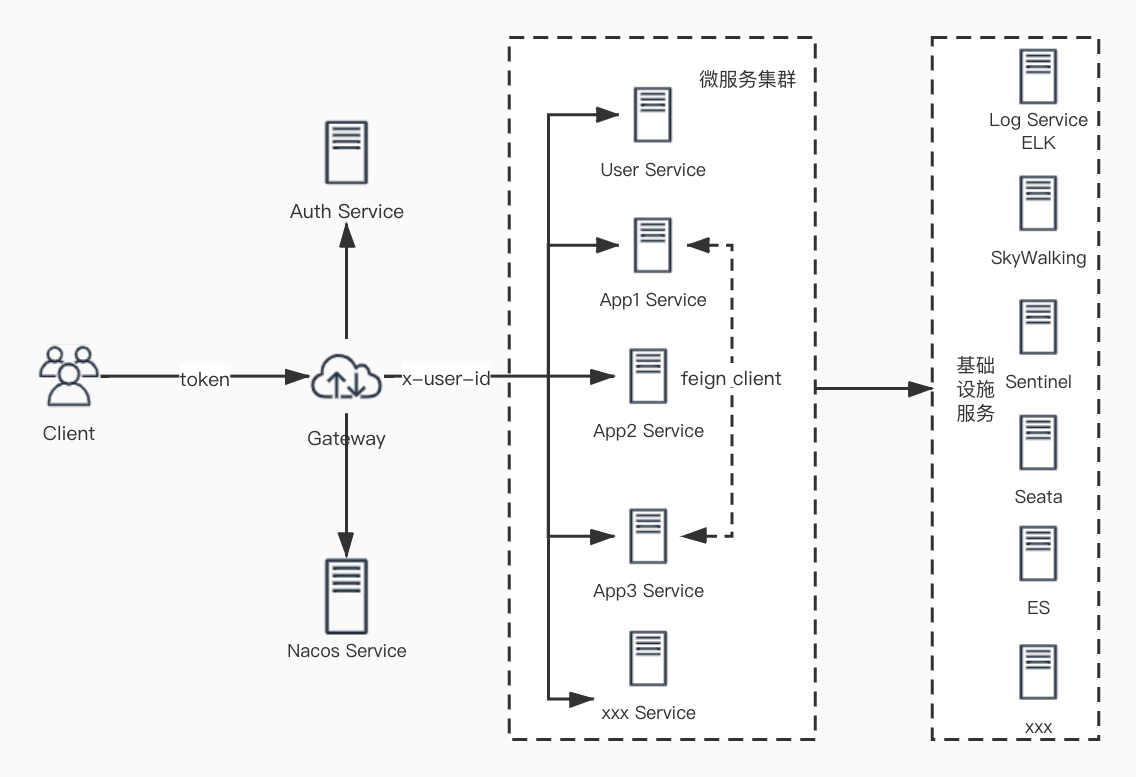 Client
token
Auth Service
Gateway
Nacos Service
x-user-id
微服务集群
User Service
App1 Service
feign client
App2 Service
App3 Service
xxx Service
基础
设施
服务
Log Service
ELK
SkyWalking
Sentinel
Seata
ES
xxx